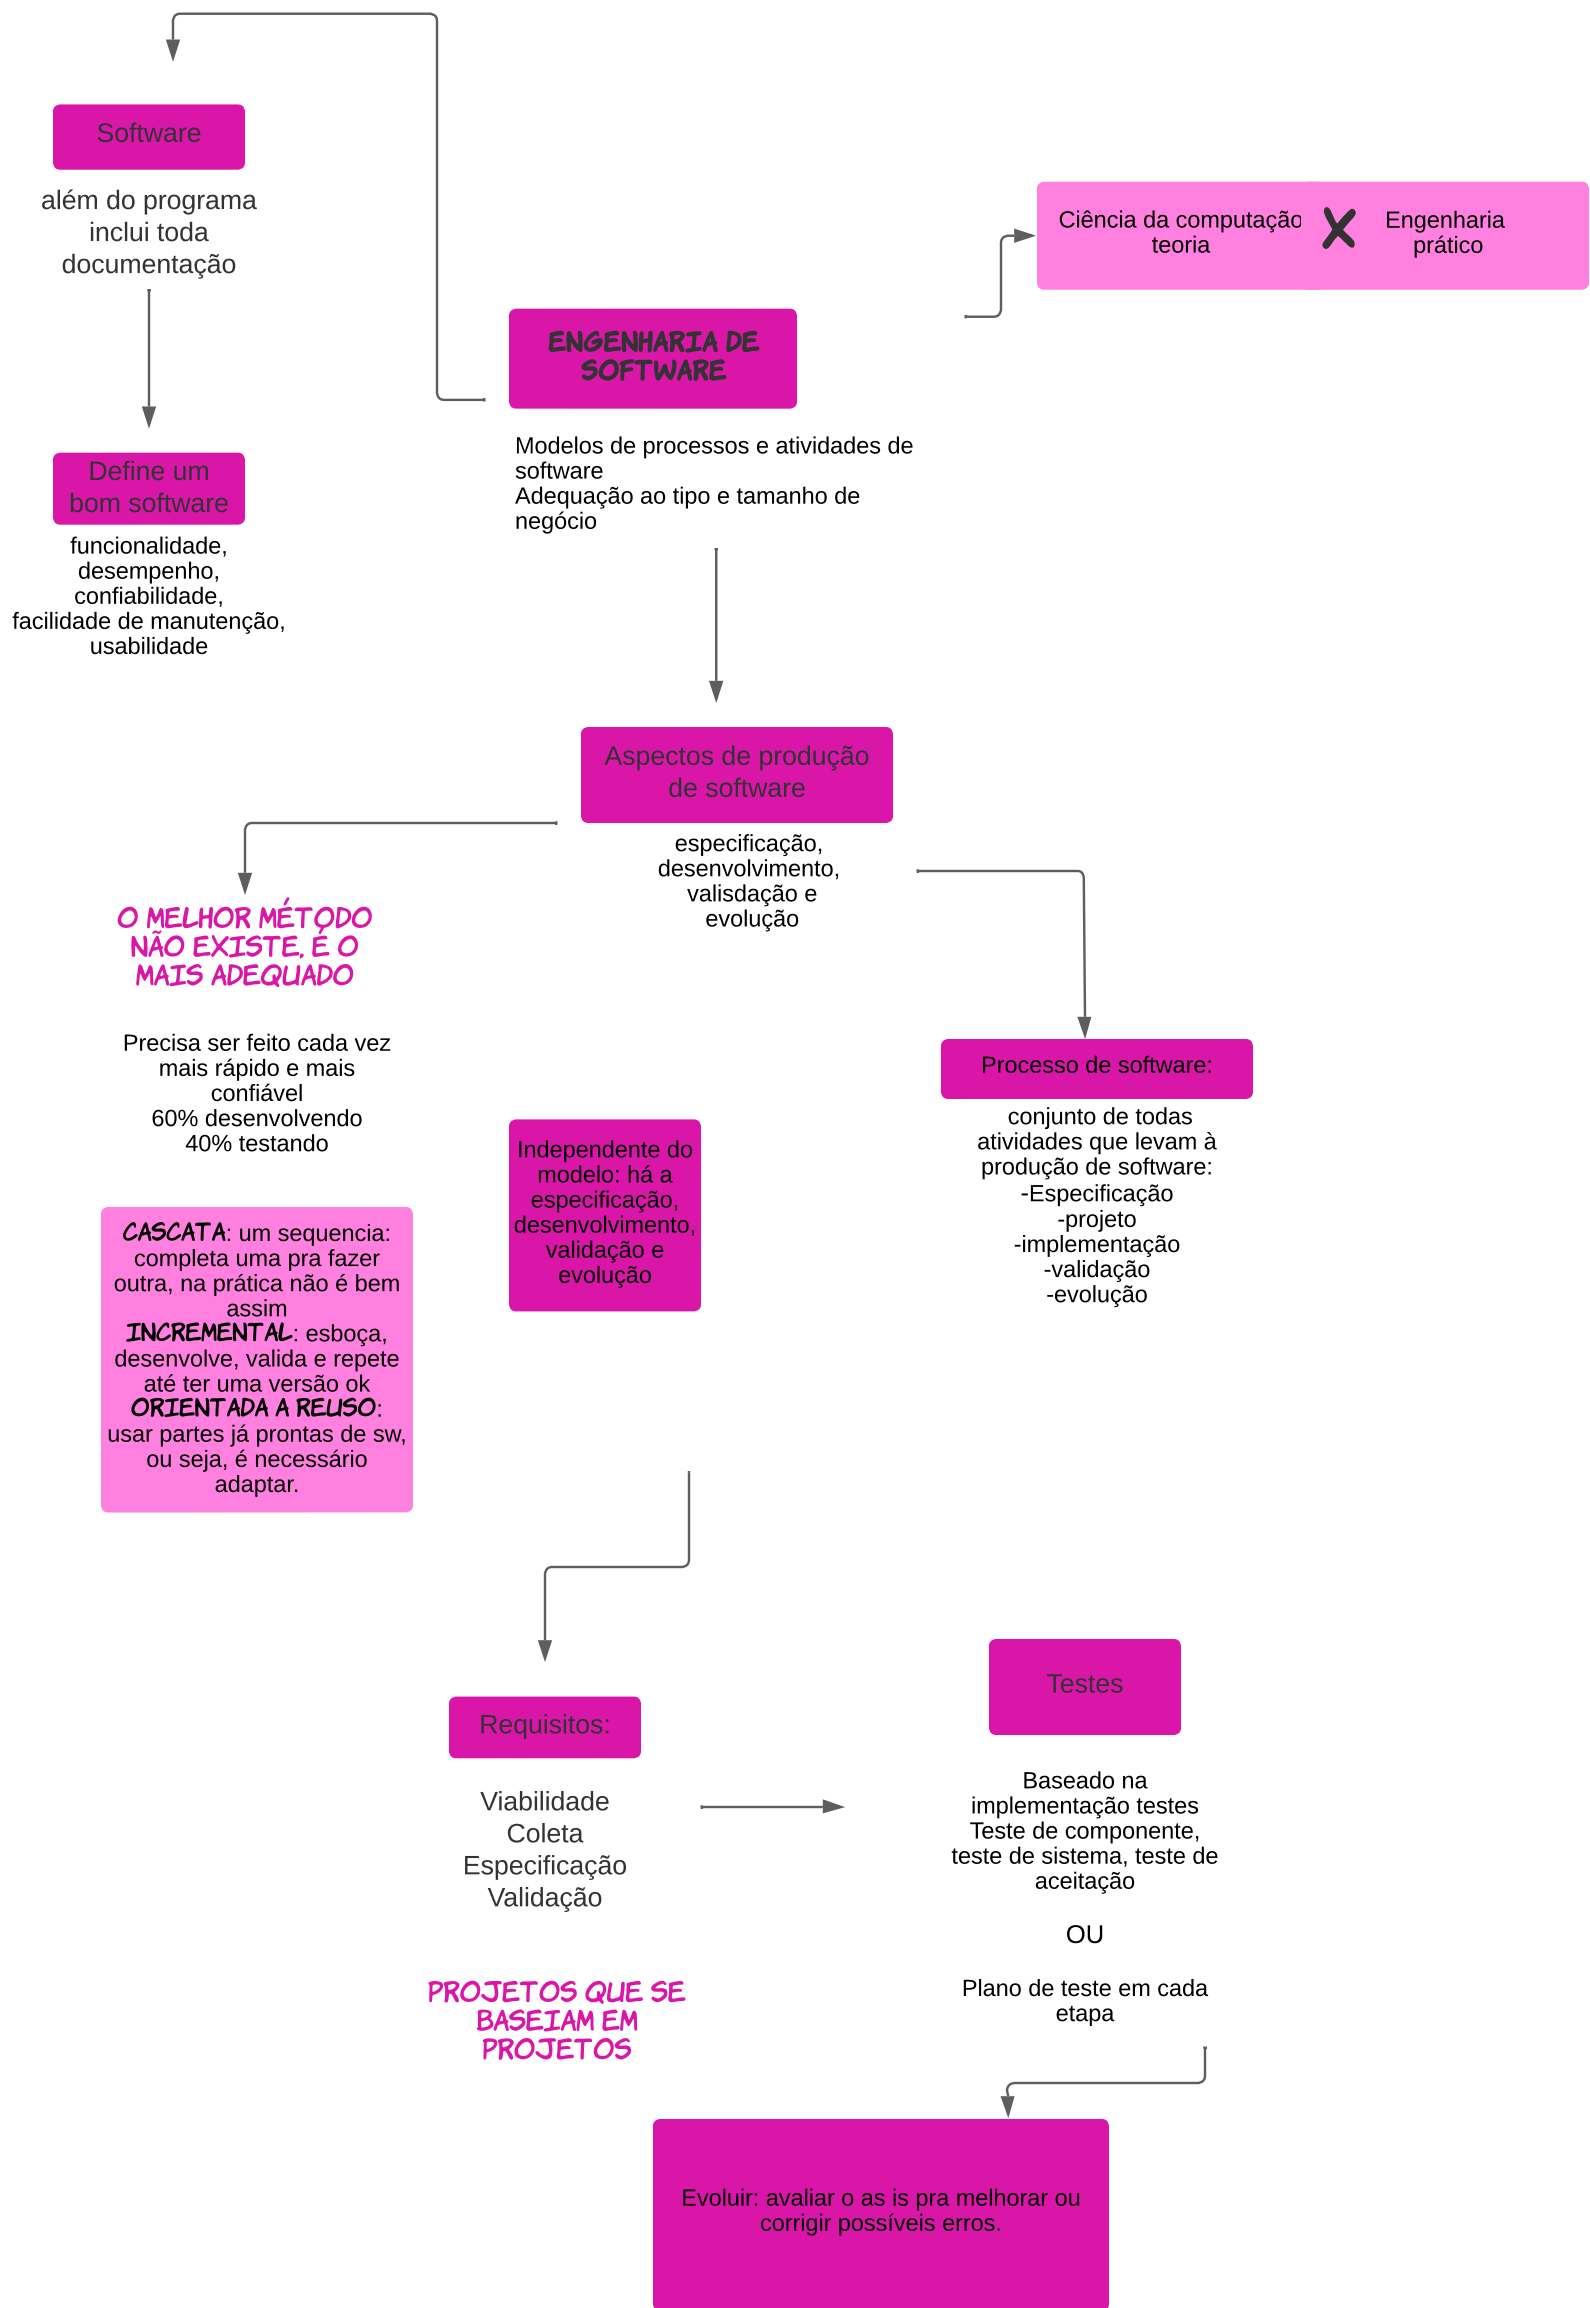 Software
além do programa
inclui toda
documentação
Define um
bom software
funcionalidade,
desempenho,
confiabilidade,
facilidade de manutenção,
usabilidade
ENGENHARIA DE
SOFTWARE
Modelos de processos e atividades de
software
Adequação ao tipo e tamanho de
negócio
Ciência da computação
teoria
X
Engenharia
prático
Aspectos de produção
de software
especificação,
desenvolvimento,
valisdação e
evolução
O MELHOR MÉTODO
NÃO EXISTE, É O
MAIS ADEQUADO
Precisa ser feito cada vez
mais rápido e mais
confiável
60% desenvolvendo
40% testando
CASCATA: um sequencia:
completa uma pra fazer
outra, na prática não é bem
assim
INCREMENTAL: esboça,
desenvolve, valida e repete
até ter uma versão ok
ORIENTADA A REUSO:
usar partes já prontas de sw,
ou seja, é necessário
adaptar.
Independente do
modelo: há a
especificação,
desenvolvimento,
validação e
evolução
Processo de software:
conjunto de todas
atividades que levam à
produção de software:
-Especificação
-projeto
-implementação
-validação
-evolução
Requisitos:
Viabilidade
Coleta
Especificação
Validação
PROJETOS QUE SE
BASEIAM EM
PROJETOS
Testes
Baseado na
implementação testes
Teste de componente,
teste de sistema, teste de
aceitação
OU
Plano de teste em cada
etapa
Evoluir: avaliar o as is pra melhorar ou
corrigir possíveis erros.